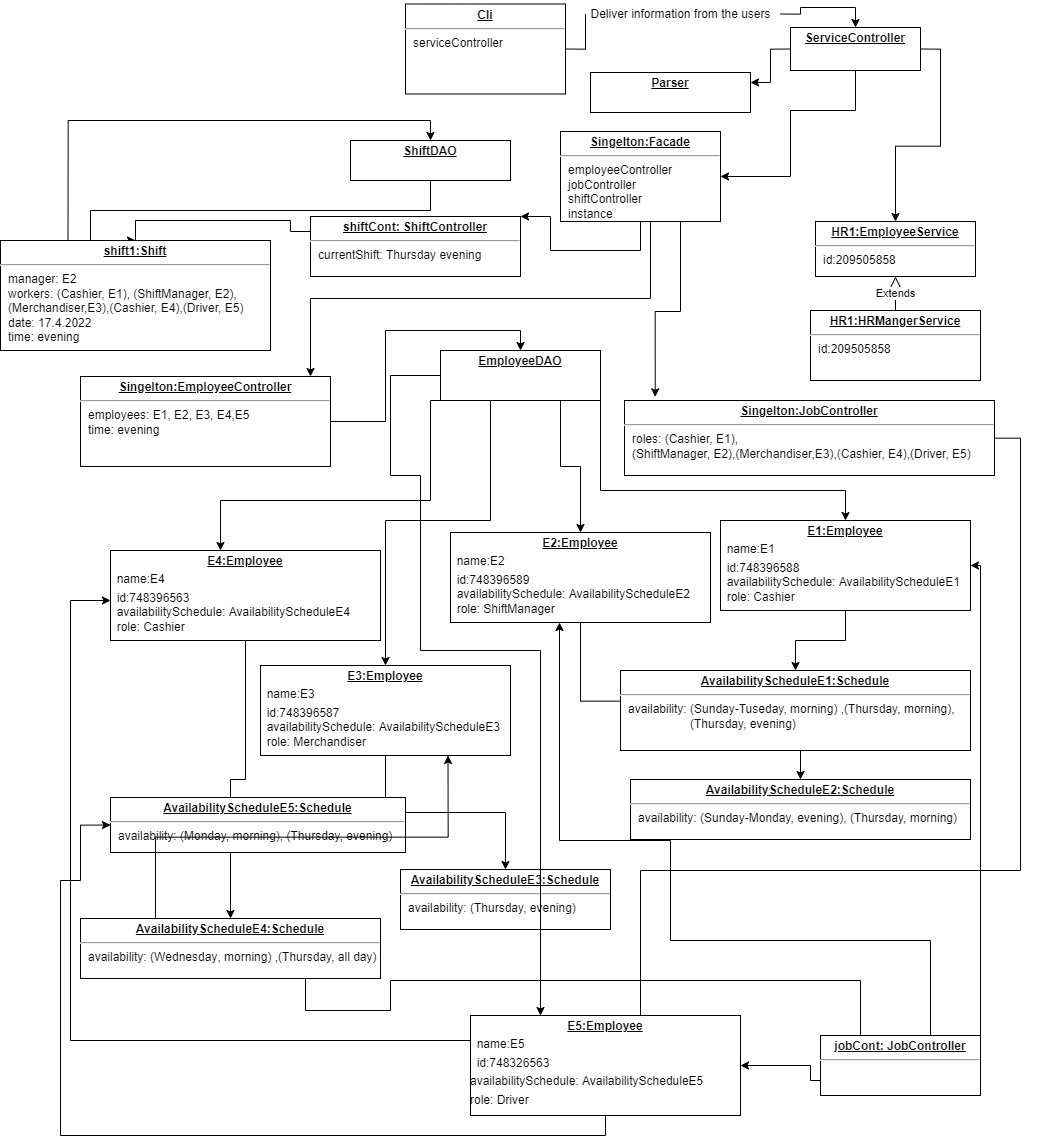 Cli
serviceController
Deliver information from the users
ServiceController
Parser
ShiftDAO
Singelton:Facade
employeeController
jobController
shiftController
instance
shiftCont: ShiftController
currentShift: Thursday evening
HR1:EmployeeService
id:209505858
Extends
HR1:HRMangerService
id:209505858
shift1:Shift
manager: E2
workers: (Cashier, E1), (ShiftManager, E2),
(Merchandiser,E3),(Cashier, E4),(Driver, E5)
date: 17.4.2022
time: evening
EmployeeDAO
Singelton:EmployeeController
employees: E1, E2, E3, E4,E5
time: evening
Singelton:JobController
roles: (Cashier, E1),
(ShiftManager, E2),(Merchandiser,E3),(Cashier, E4),(Driver, E5)
E4:Employee
name:E4
id:748396563
availabilitySchedule: AvailabilityScheduleE4
role: Cashier
E2:Employee
name:E2
id:748396589
availabilitySchedule: AvailabilityScheduleE2
role: ShiftManager
E1:Employee
name:E1
id:748396588
availabilitySchedule: AvailabilityScheduleE1
role: Cashier
E3:Employee
name:E3
id:748396587
availabilitySchedule: AvailabilityScheduleE3
role: Merchandiser
AvailabilityScheduleE1:Schedule
availability: (Sunday-Tuseday, morning) ,(Thursday, morning),
(Thursday, evening)
AvailabilityScheduleE2:Schedule
availability: (Sunday-Monday, evening), (Thursday, morning)
AvailabilityScheduleE5:Schedule
availability: (Monday, morning), (Thursday, evening)
AvailabilityScheduleE3:Schedule
availability: (Thursday, evening)
AvailabilityScheduleE4:Schedule
availability: (Wednesday, morning) ,(Thursday, all day)
E5:Employee
name:E5
id:748326563
availabilitySchedule: AvailabilityScheduleE5
role: Driver
jobCont: JobController